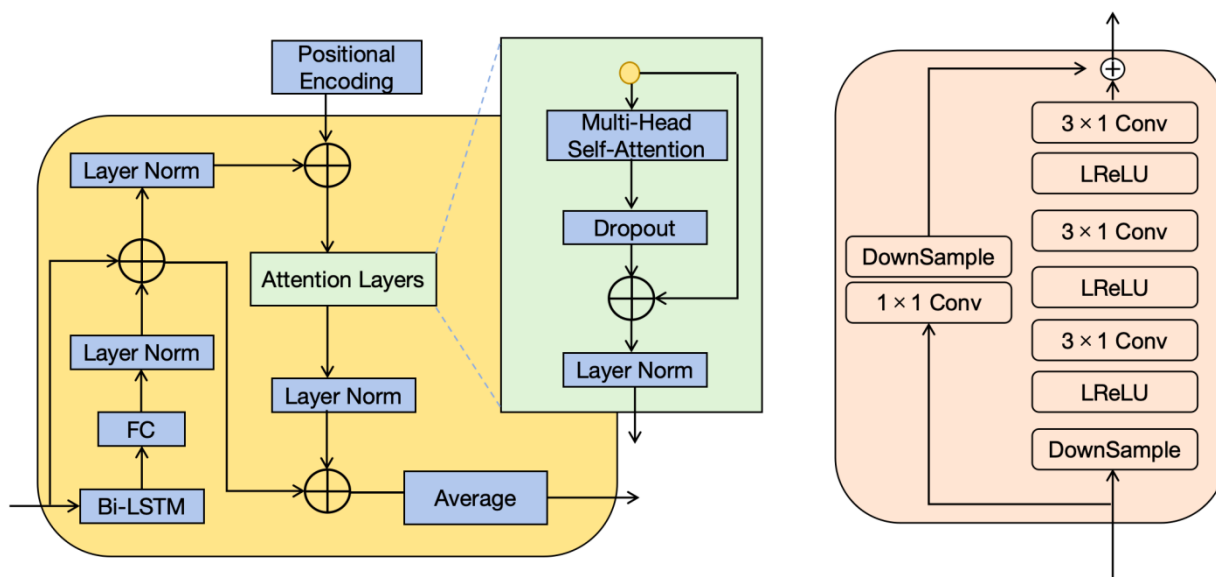 Positional
Encoding
Layer Norm
Attention Layers
Layer Norm
FC
Bi-LSTM
Layer Norm
Average
Multi-Head
Self-Attention
Dropout
Layer Norm
3 × 1 Conv
LReLU
3 × 1 Conv
DownSample
1 × 1 Conv
LReLU
3 × 1 Conv
LReLU
DownSample